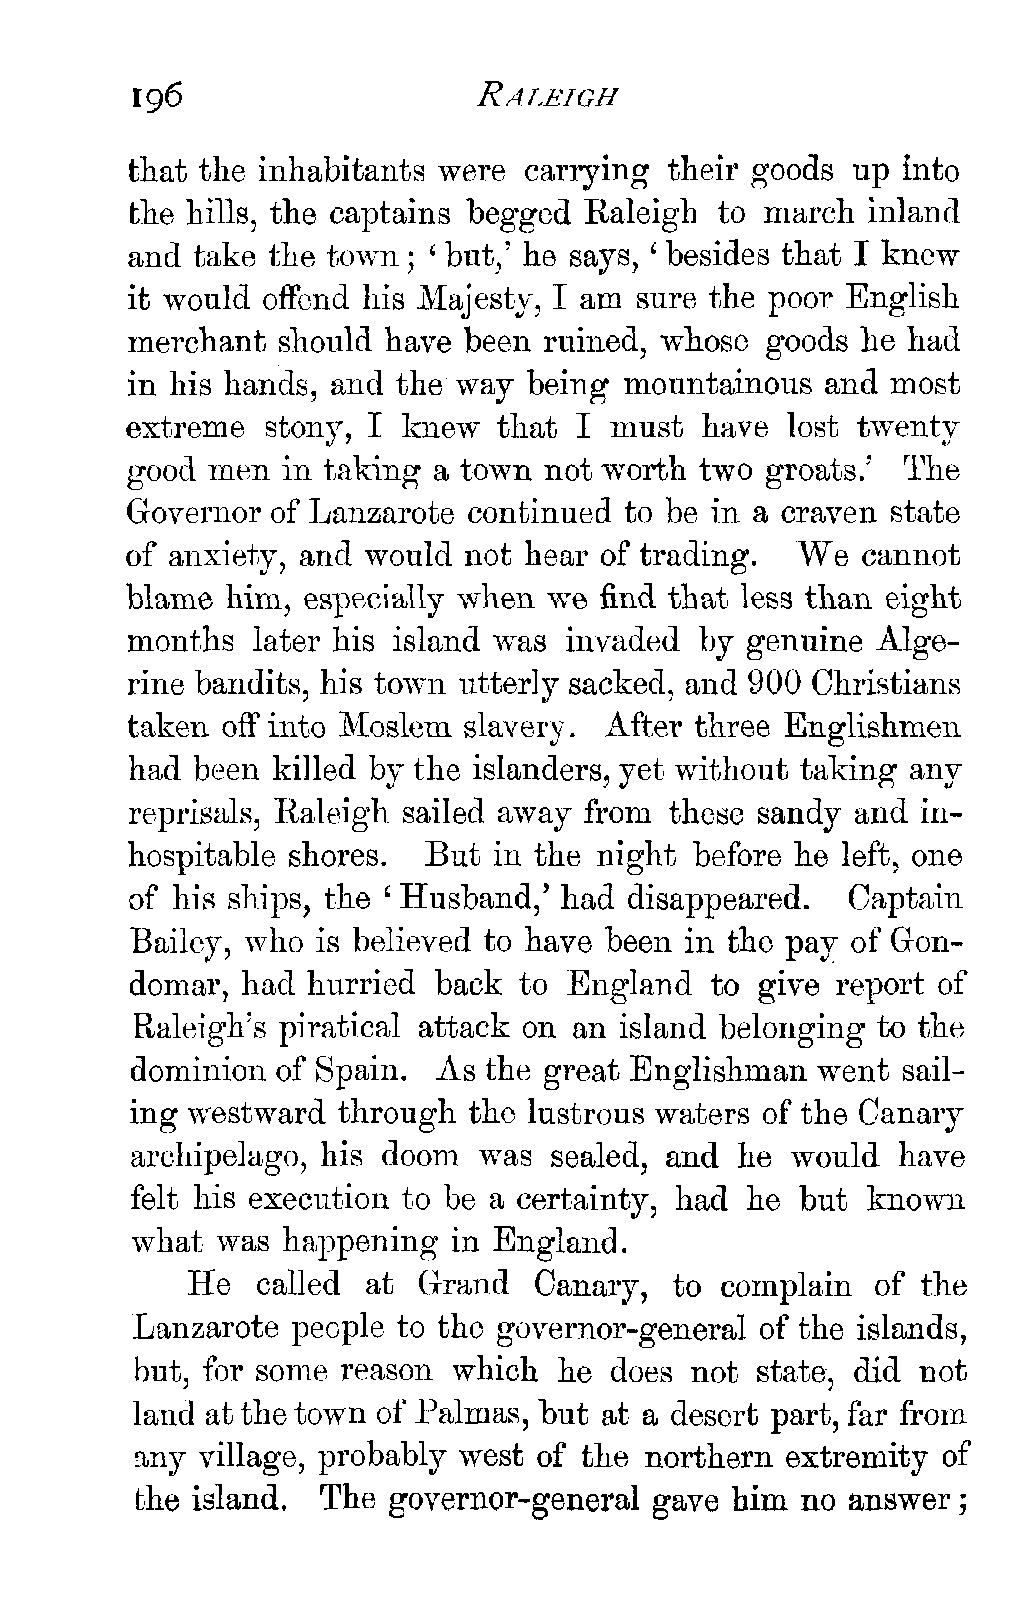 196 RALEIGH
that the inhabitants were carrying their goods up into
the hills, the captains begged Raleigh to march inland
and take the town; ‘but,’ he says, ‘besides that I knew
it would offend his Majesty, I am sure the poor English
merchant should have been ruined, whose goods he had
in his hands, and the way being mountainous and most
extreme stony, I knew that I must have lost twenty
good men in taking a town not worth two groats.’ The
Governor of Lanzarote continued to be in a craven state
of anxiety, and would not hear of trading. We cannot
blame him, especially when we find that less than eight
months later his island was invaded by genuine Alge-
rine bandits, his town utterly sacked, and 900 Christians
taken off into Moslem slavery. After three Englishmen
had been killed by the islanders, yet without taking any
reprisals, Raleigh sailed away from these sandy and in-
hospitable shores. But in the night before he left, one
of his ships, the ‘Husband,’ had disappeared. Captain
Bailey, who is believed to have been in the pay of Gon-
domar, had hurried back to England to give report of
Raleigh's piratical attack on an island belonging to the
dominion of Spain. As the great Englishman went sail-
ing westward through the lustrous waters of the Canary
archipelago, his doom was sealed, and he would have
felt his execution to be a certainty, had he but known
what was happening in England.
He called at Grand Canary, to complain of the
Lanzarote people to the governor-general of the islands,
but, for some reason which he does not state, did not
land at the town of Palmas, but at a desert part, far from
any village, probably west of the northern extremity of
the island. The governor-general gave him no answer;